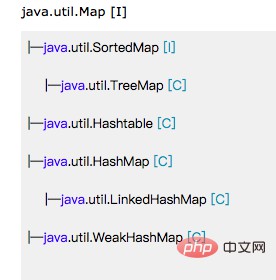 java.util.Map [I]
├java.util.SortedMap [I]
├java.util.TreeMap [C]
├java.util.Hashtable [C]
├java.util.HashMap [C]
├java.util.LinkedHashMap [C]
├java.util.WeakHashMap [C]
php 中文网